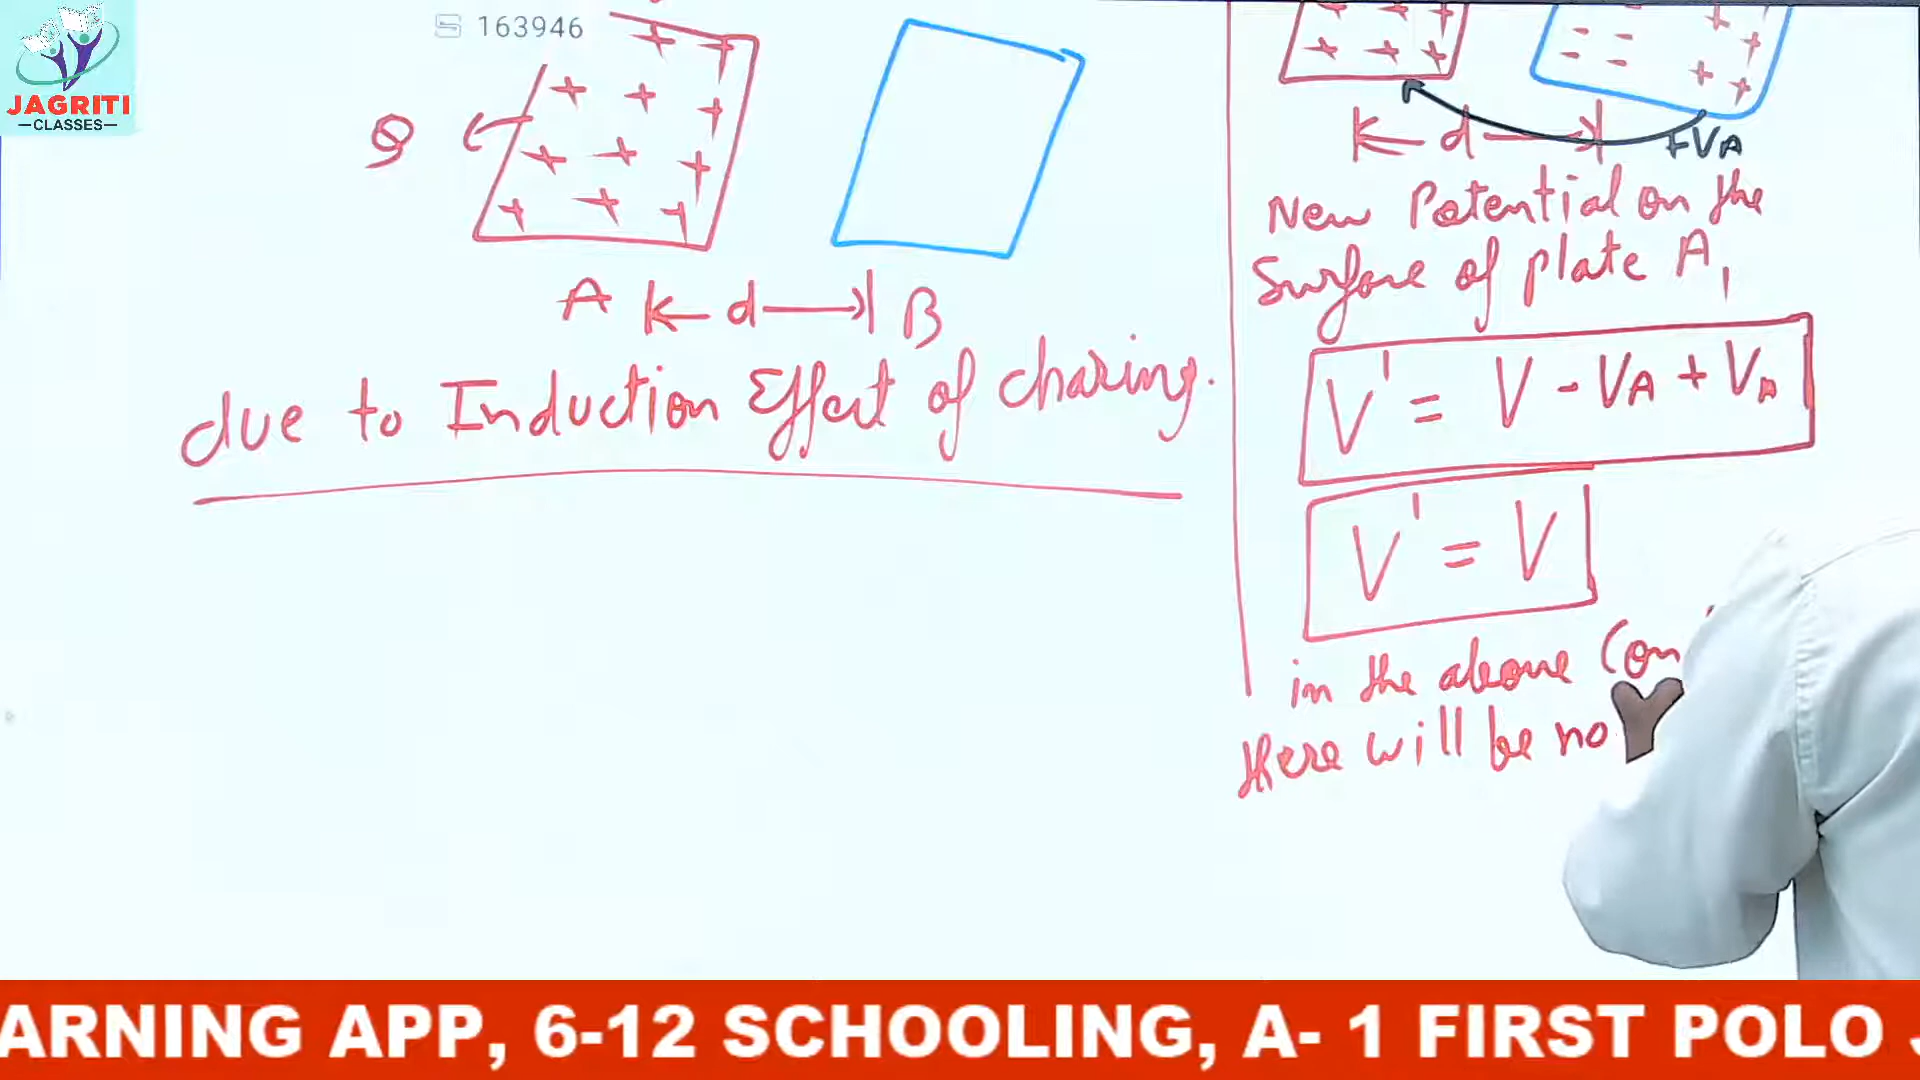 JAGRITI
CLASSES
163946
Q
A d B
due to Induction Effect of charing.
d
+VA
New Potential on the
Surface of plate A,
V' = V - VA + VA
V' = V
in the above Con
there will be no
ARNING APP, 6-12 SCHOOLING, A- 1 FIRST POLO